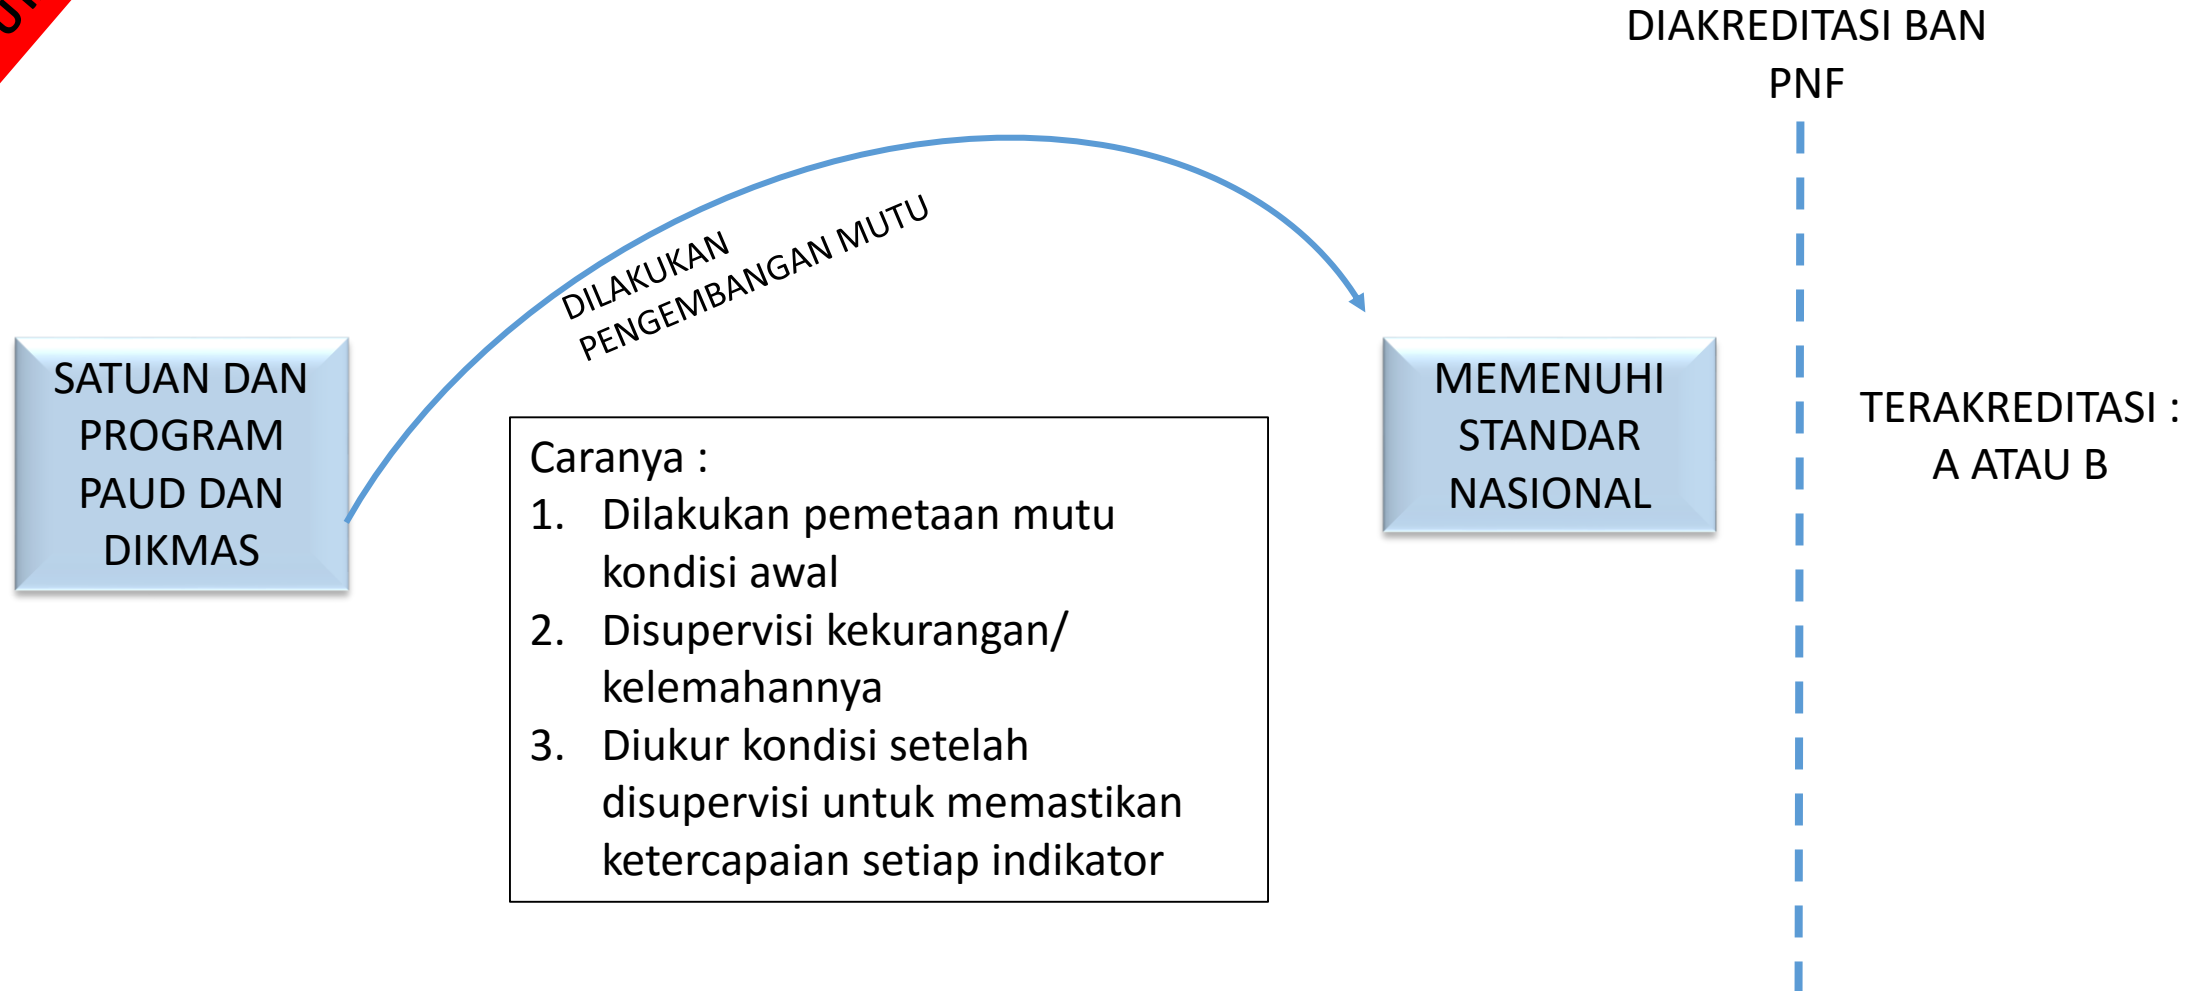 DIAKREDITASI BAN
PNF
DILAKUKAN
PENGEMBANGAN MUTU
SATUAN DAN
PROGRAM
PAUD DAN
DIKMAS
Caranya :
1. Dilakukan pemetaan mutu
kondisi awal
2. Disupervisi kekurangan/
kelemahannya
3. Diukur kondisi setelah
disupervisi untuk memastikan
ketercapaian setiap indikator
MEMENUHI
STANDAR
NASIONAL
TERAKREDITASI :
A ATAU B